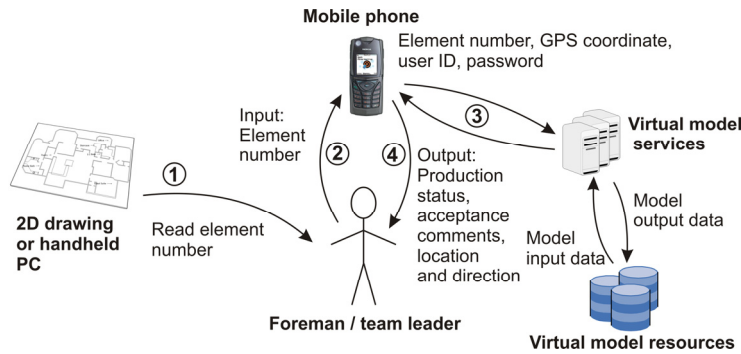 Mobile phone
Element number, GPS coordinate,
user ID, password
Input:
Element
number
2
4
3
Virtual model
services
1
Output:
Production
status,
acceptance
comments,
location
and direction
2D drawing
or handheld
PC
Read element
number
Model
output data
Model
input data
Foreman / team leader
Virtual model resources